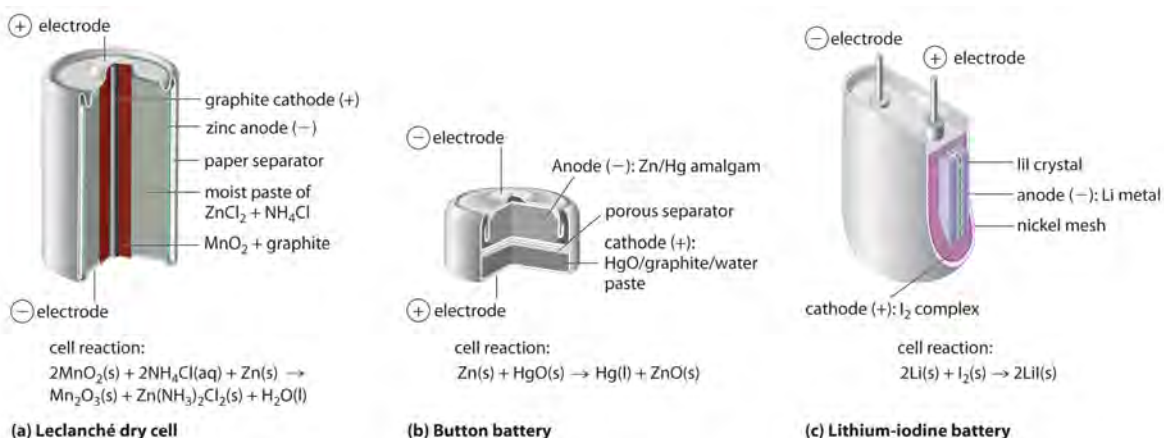 ⊕ electrode
graphite cathode (+)
zinc anode (−)
paper separator
moist paste of
ZnCl₂ + NH₄Cl
MnO₂ + graphite
⊖ electrode
cell reaction:
2MnO₂(s) + 2NH₄Cl(aq) + Zn(s) →
Mn₂O₃(s) + Zn(NH₃)₂Cl₂(s) + H₂O(l)
(a) Leclanché dry cell
⊖ electrode
Anode (−): Zn/Hg amalgam
porous separator
cathode (+):
HgO/graphite/water
paste
⊕ electrode
cell reaction:
Zn(s) + HgO(s) → Hg(l) + ZnO(s)
(b) Button battery
⊖ electrode
⊕ electrode
lil crystal
anode (−): Li metal
nickel mesh
cathode (+): I₂ complex
cell reaction:
2Li(s) + I₂(s) → 2LiI(s)
(c) Lithium-iodine battery